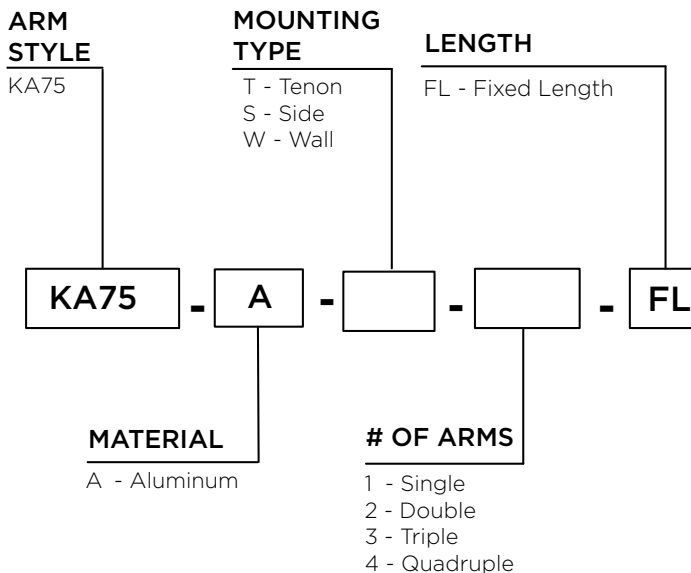 ARM
STYLE
KA75
MOUNTING
TYPE
T - Tenon
S - Side
W - Wall
LENGTH
FL - Fixed Length
KA75 - A - - - FL
MATERIAL
A - Aluminum
# OF ARMS
1 - Single
2 - Double
3 - Triple
4 - Quadruple